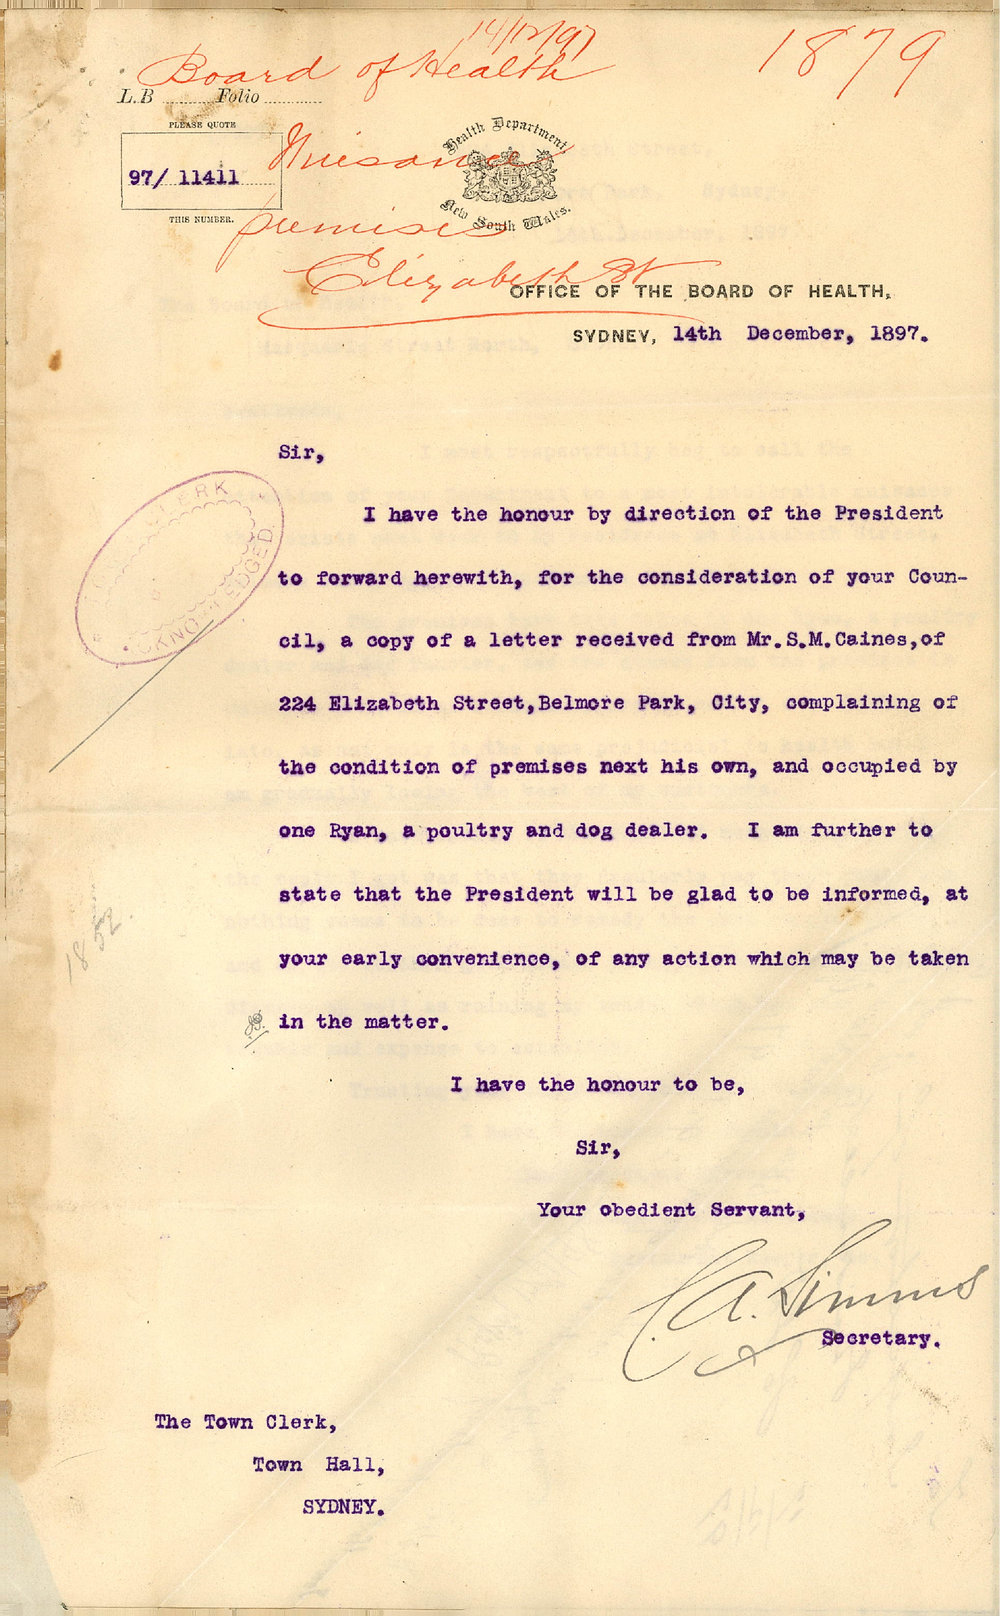 14/12/97
Board of Health
1879
L.B ........ Folio ............
PLEASE QUOTE
97/ 11411
THIS NUMBER.
Health Department
New South Wales.
Nuisance
premises
Elizabeth St
OFFICE OF THE BOARD OF HEALTH,
SYDNEY, 14th December, 1897.
Sir,
I have the honour by direction of the President
to forward herewith, for the consideration of your Coun-
cil, a copy of a letter received from Mr.S.M.Caines,of
224 Elizabeth Street,Belmore Park, City, complaining of
the condition of premises next his own, and occupied by
one Ryan, a poultry and dog dealer. I am further to
state that the President will be glad to be informed, at
your early convenience, of any action which may be taken
in the matter.
I have the honour to be,
Sir,
Your obedient Servant,
C.A. Simms
Secretary.
The Town Clerk,
Town Hall,
SYDNEY.
CLERK
1852.